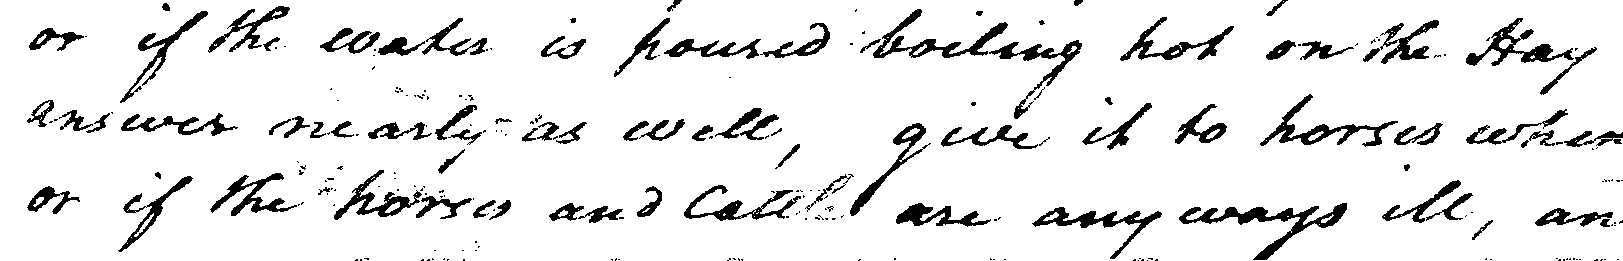 or if the water is poured boiling hot on the Hay
answer nearly as well, give it to horses when
or if the horses and Cattle are any ways ill, an